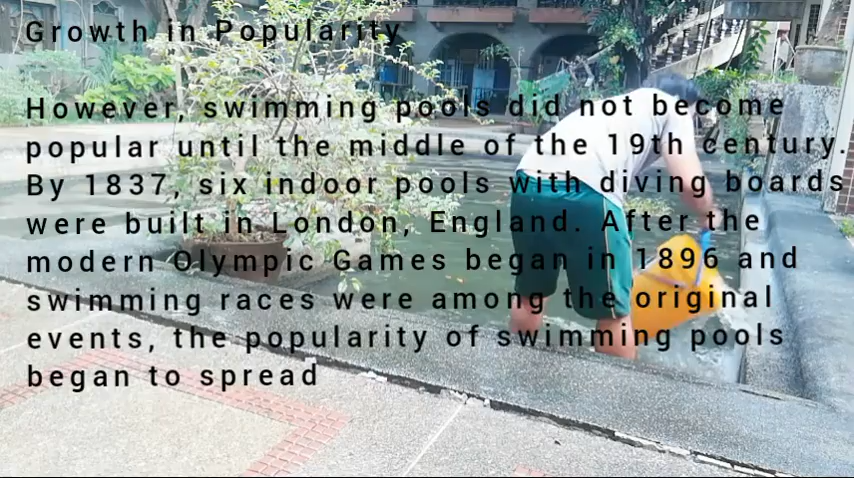 Growth in Popularity
However, swimming pools did not become
popular until the middle of the 19th century.
By 1837, six indoor pools with diving boards
were built in London, England. After the
modern Olympic Games began in 1896 and
swimming races were among the original
events, the popularity of swimming pools
began to spread